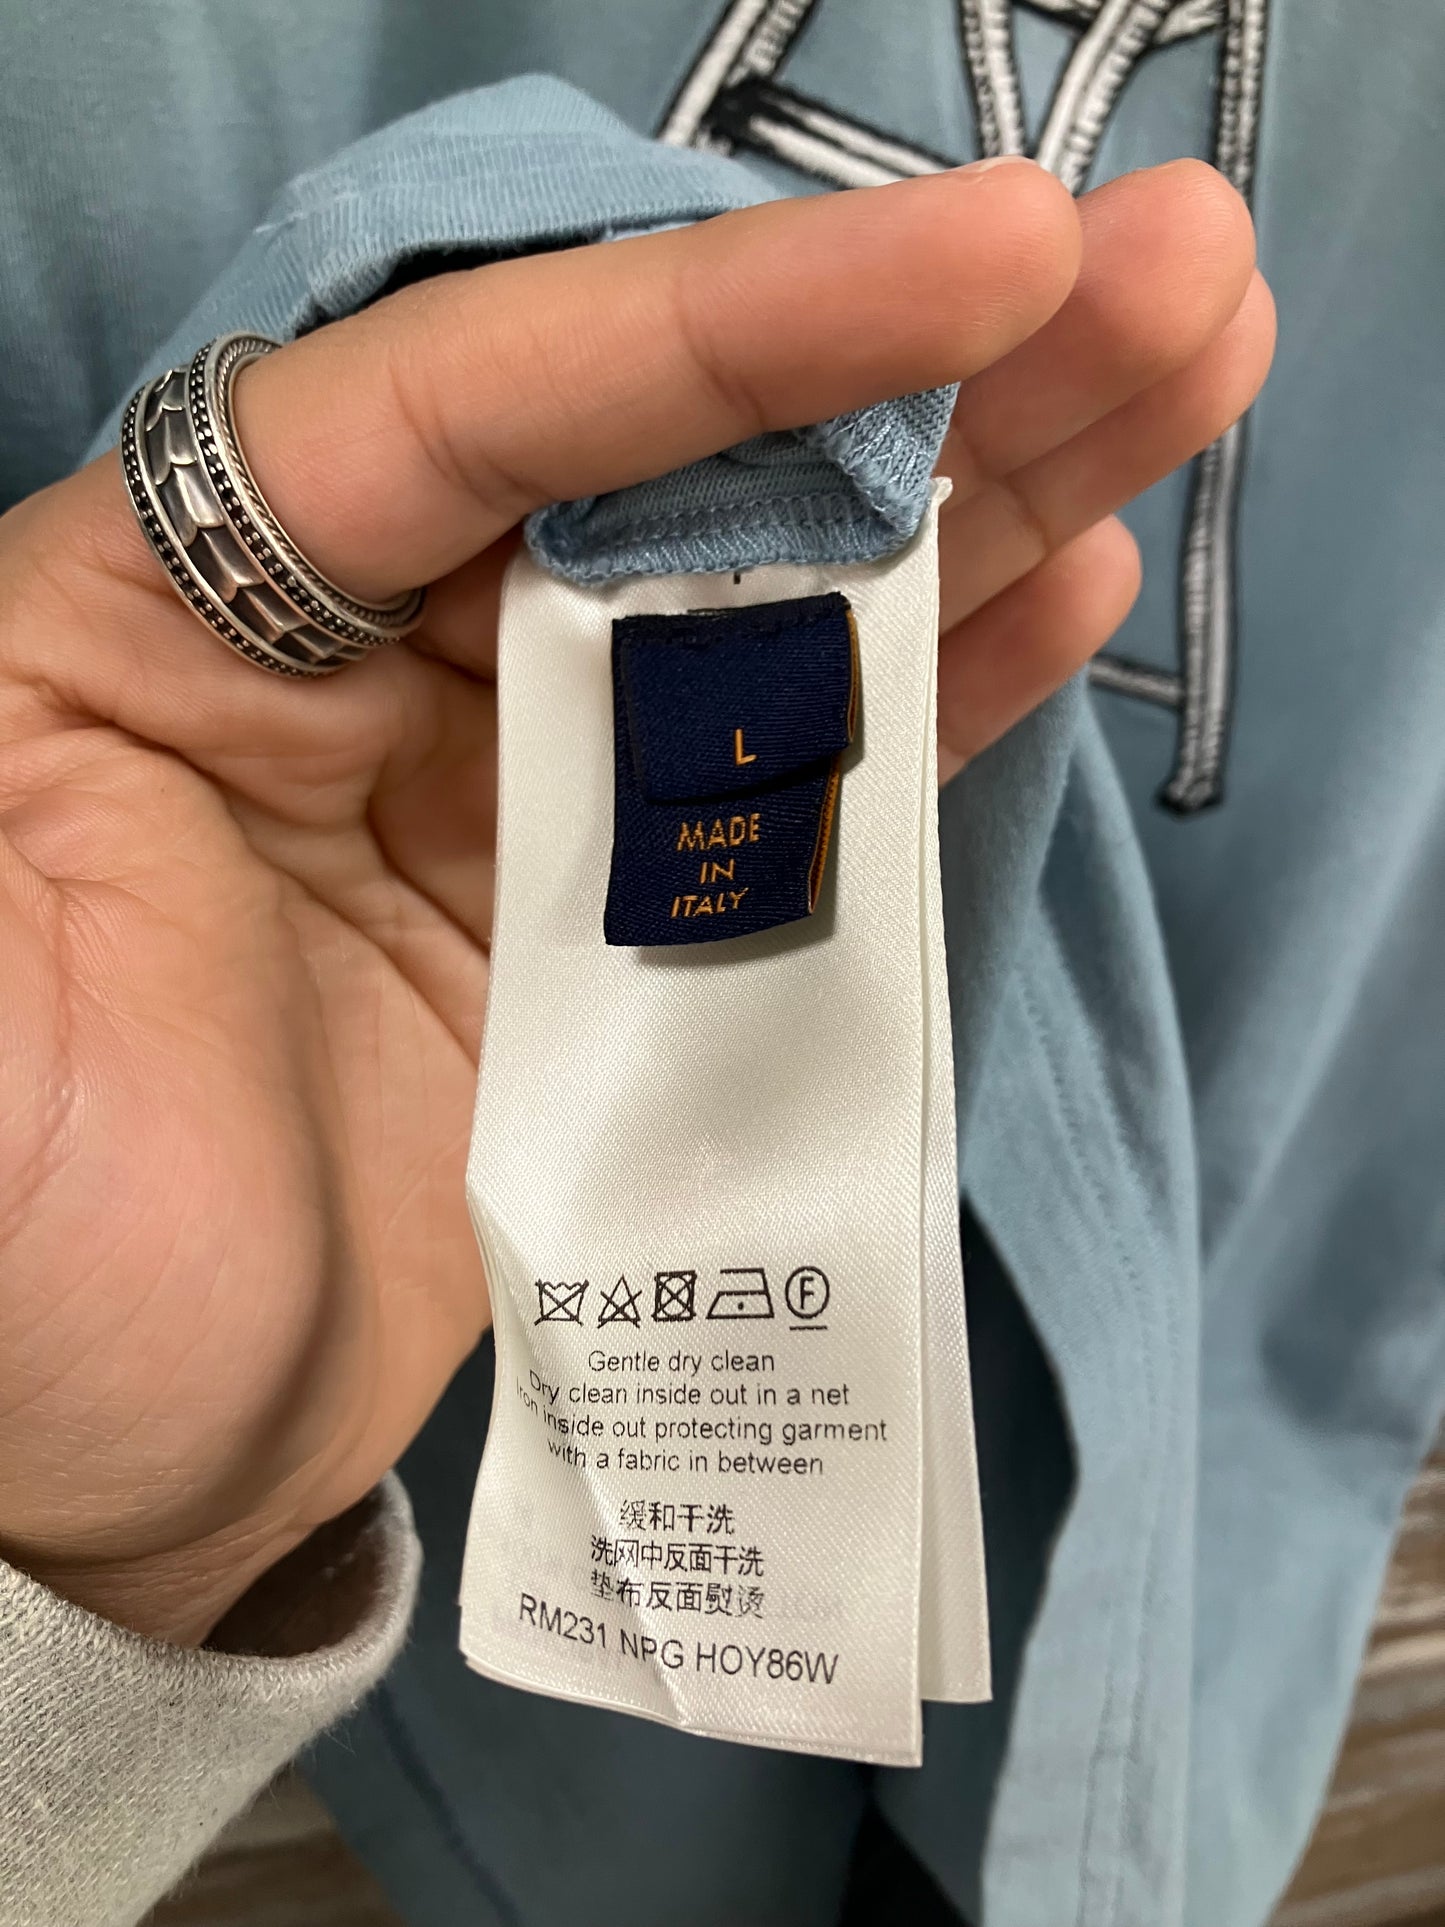 L
MADE
IN
ITALY
F
Gentle dry clean
Dry clean inside out in a net
Iron inside out protecting garment
with a fabric in between
缓和干洗
洗网中反面干洗
垫布反面熨烫
RM231 NPG HOY86W